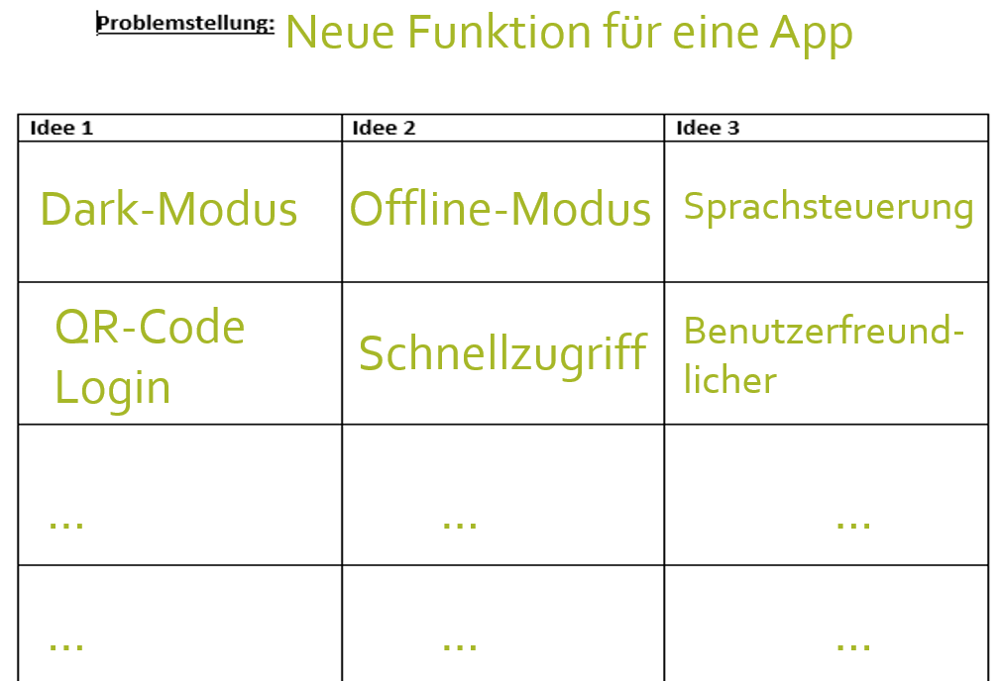 Problemstellung: Neue Funktion für eine App
Idee 1 Idee 2 Idee 3
Dark-Modus Offline-Modus Sprachsteuerung
QR-Code
Login
Schnellzugriff
Benutzerfreund-
licher
... ... ...
... ... ...